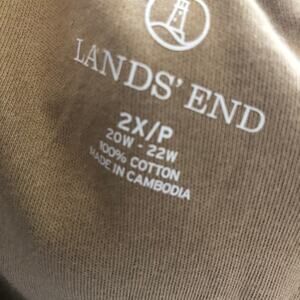 LANDS' END
2X/P
20W - 22W
100% COTTON
MADE IN CAMBODIA